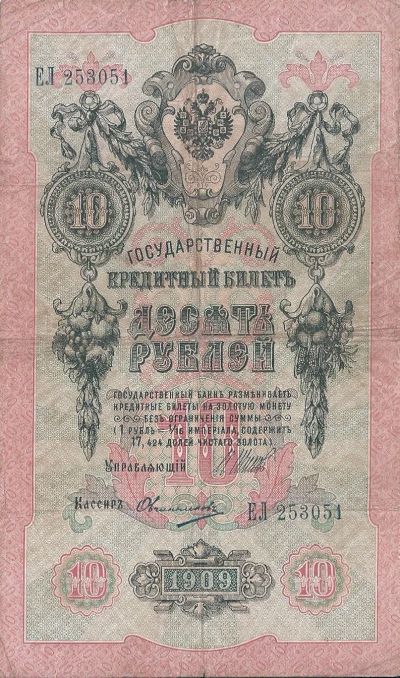 ЕЛ 253051
10 10
ГОСУДАРСТВЕННЫЙ
КРЕДИТНЫЙ БИЛЕТЪ
ДЕСЯТЬ
РУБЛЕЙ
ГОСУДАРСТВЕННЫЙ БАНКЪ РАЗМѢНИВАЕТЪ
КРЕДИТНЫЕ БИЛЕТЫ НА ЗОЛОТУЮ МОНЕТУ
БЕЗЪ ОГРАНИЧЕНІЯ СУММЫ
(1 РУБЛЬ = 1/15 ИМПЕРІАЛА, СОДЕРЖИТЪ
17,424 ДОЛЕЙ ЧИСТАГО ЗОЛОТА).
10
УПРАВЛЯЮЩІЙ
Кассиръ Овчинниковъ
ЕЛ 253051
10 1909 10